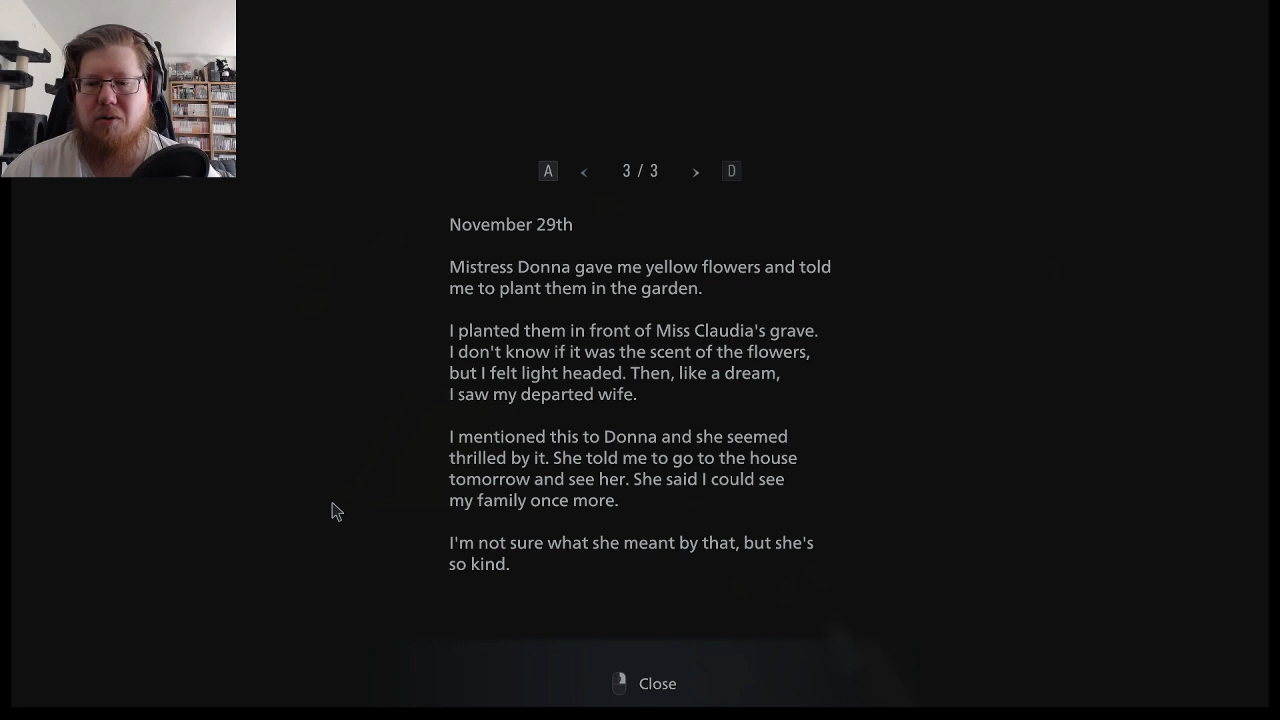 A < 3 / 3 > D
November 29th
Mistress Donna gave me yellow flowers and told
me to plant them in the garden.
I planted them in front of Miss Claudia's grave.
I don't know if it was the scent of the flowers,
but I felt light headed. Then, like a dream,
I saw my departed wife.
I mentioned this to Donna and she seemed
thrilled by it. She told me to go to the house
tomorrow and see her. She said I could see
my family once more.
I'm not sure what she meant by that, but she's
so kind.
Close